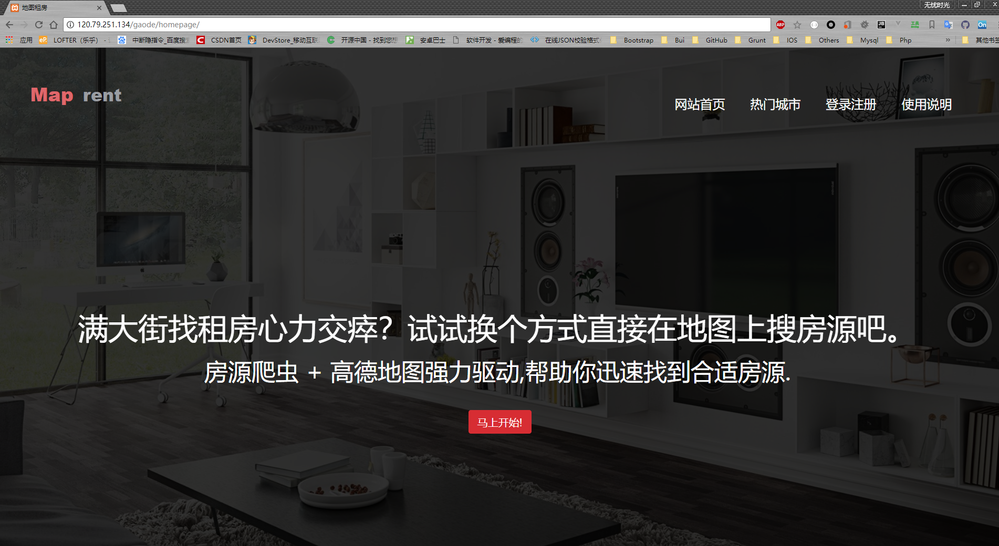 地图租房
无忧时光
120.79.251.134/gaode/homepage/
ABP
JB
工具
On
应用 eP. LOFTER（乐乎） - 中断隐指令_百度搜 C CSDN首页 DevStore_移动互联 开源中国 - 找到您想 安卓巴士 软件开发 - 爱编程的 在线JSON校验格式 Bootstrap Bui GitHub Grunt IOS Others Mysql Php » 其他书签
Map rent
网站首页 热门城市 登录注册 使用说明
满大街找租房心力交瘁？试试换个方式直接在地图上搜房源吧。
房源爬虫 + 高德地图强力驱动,帮助你迅速找到合适房源.
马上开始!